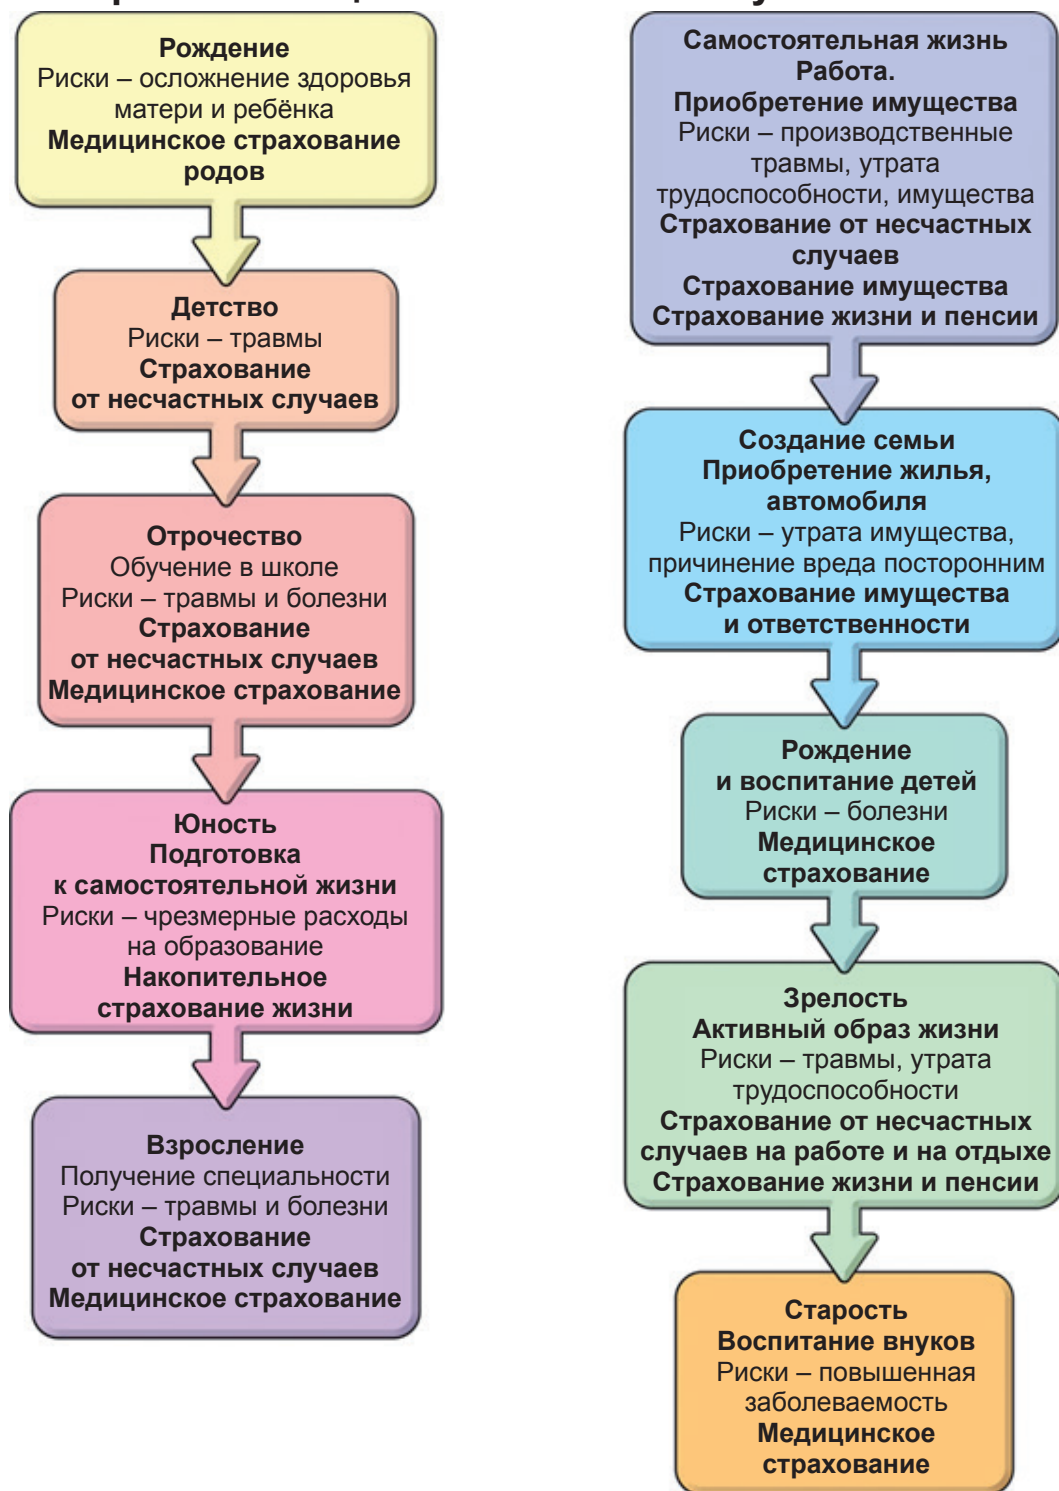 Рождение
Риски – осложнение здоровья
матери и ребёнка
Медицинское страхование
родов
Детство
Риски – травмы
Страхование
от несчастных случаев
Отрочество
Обучение в школе
Риски – травмы и болезни
Страхование
от несчастных случаев
Медицинское страхование
Юность
Подготовка
к самостоятельной жизни
Риски – чрезмерные расходы
на образование
Накопительное
страхование жизни
Взросление
Получение специальности
Риски – травмы и болезни
Страхование
от несчастных случаев
Медицинское страхование
Самостоятельная жизнь
Работа.
Приобретение имущества
Риски – производственные
травмы, утрата
трудоспособности, имущества
Страхование от несчастных
случаев
Страхование имущества
Страхование жизни и пенсии
Создание семьи
Приобретение жилья,
автомобиля
Риски – утрата имущества,
причинение вреда посторонним
Страхование имущества
и ответственности
Рождение
и воспитание детей
Риски – болезни
Медицинское
страхование
Зрелость
Активный образ жизни
Риски – травмы, утрата
трудоспособности
Страхование от несчастных
случаев на работе и на отдыхе
Страхование жизни и пенсии
Старость
Воспитание внуков
Риски – повышенная
заболеваемость
Медицинское
страхование